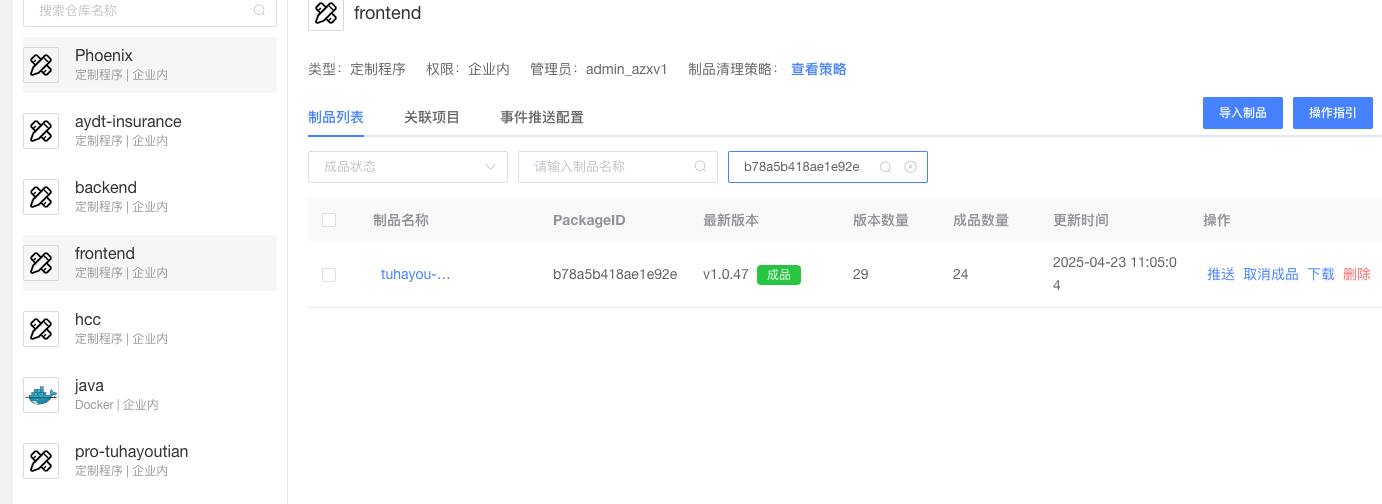 搜索仓库名称
Phoenix
定制程序 | 企业内
aydt-insurance
定制程序 | 企业内
backend
定制程序 | 企业内
frontend
定制程序 | 企业内
hcc
定制程序 | 企业内
java
Docker | 企业内
pro-tuhayoutian
定制程序 | 企业内
frontend
类型: 定制程序 权限: 企业内 管理员: admin_azxv1 制品清理策略: 查看策略
制品列表 关联项目 事件推送配置 导入制品 操作指引
成品状态 请输入制品名称 b78a5b418ae1e92e
制品名称 PackageID 最新版本 版本数量 成品数量 更新时间 操作
tuhayou-... b78a5b418ae1e92e v1.0.47 成品 29 24 2025-04-23 11:05:0 推送 取消成品 下载 删除
4